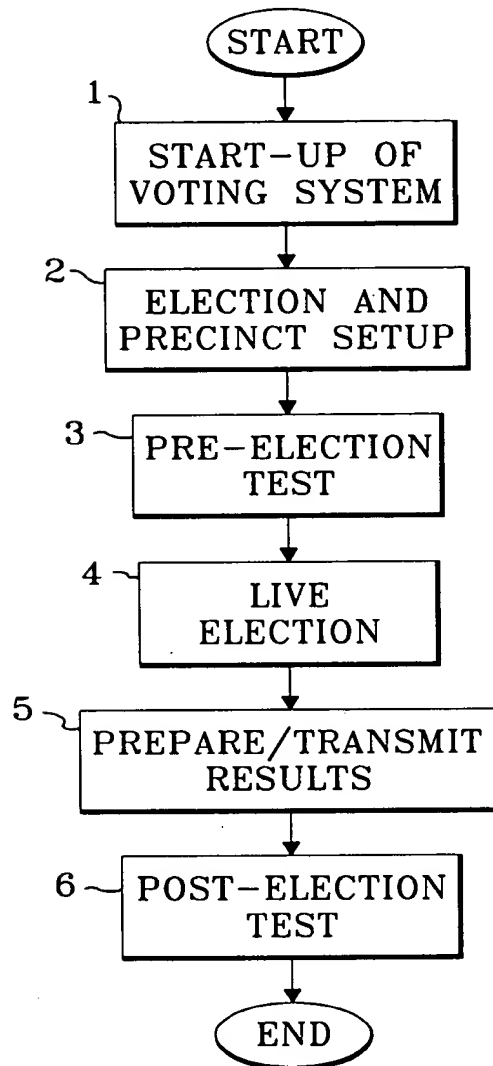 START
1
START-UP OF
VOTING SYSTEM
2
ELECTION AND
PRECINCT SETUP
3
PRE-ELECTION
TEST
4
LIVE
ELECTION
5
PREPARE/TRANSMIT
RESULTS
6
POST-ELECTION
TEST
END